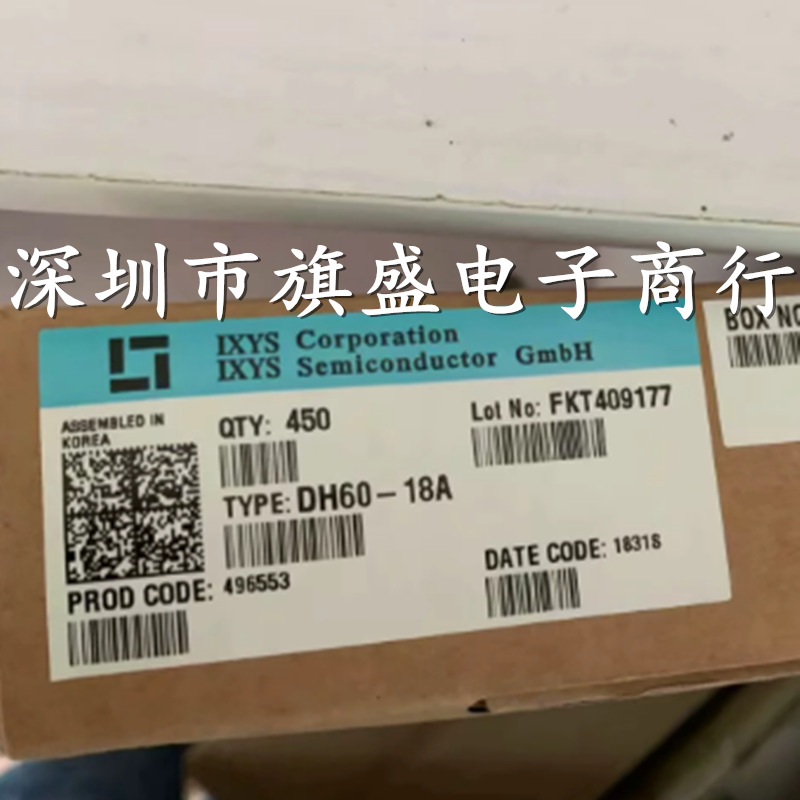 深圳市旗盛电子商行
IXYS Corporation
IXYS Semiconductor GmbH
BOX NO
ASSEMBLED IN
KOREA
QTY: 450
Lot No: FKT409177
TYPE: DH60-18A
DATE CODE: 1831S
PROD CODE: 496553